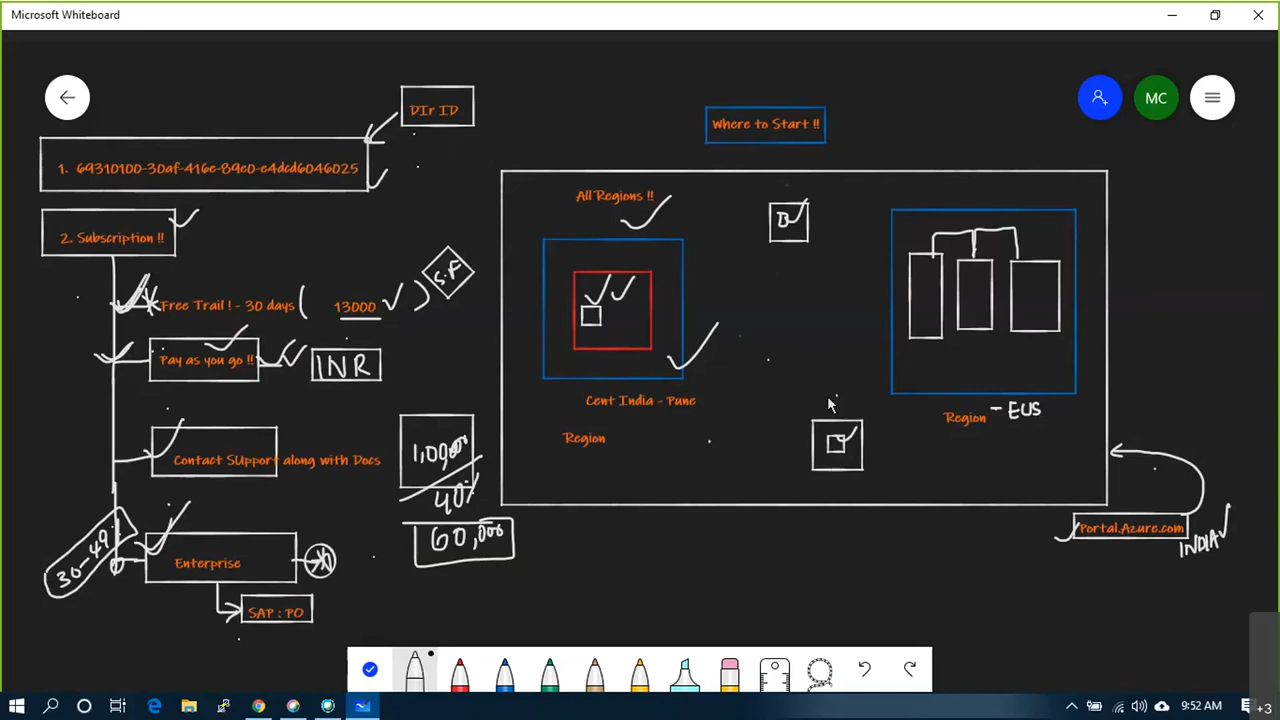 Microsoft Whiteboard
MC
DIr ID
1. 69310100-30af-416e-89e0-e4dcd6046025
2. Subscription !!
Free Trail ! - 30 days ( 13000 )
S.F
Pay as you go !!
INR
Contact SUpport along with Docs
1,00,000
40%
60,000
30-49%
Enterprise
SAP : PO
Where to Start !!
All Regions !!
Cent India - Pune
Region
Region - EUS
Portal.Azure.com
INDIA
9:52 AM
+3